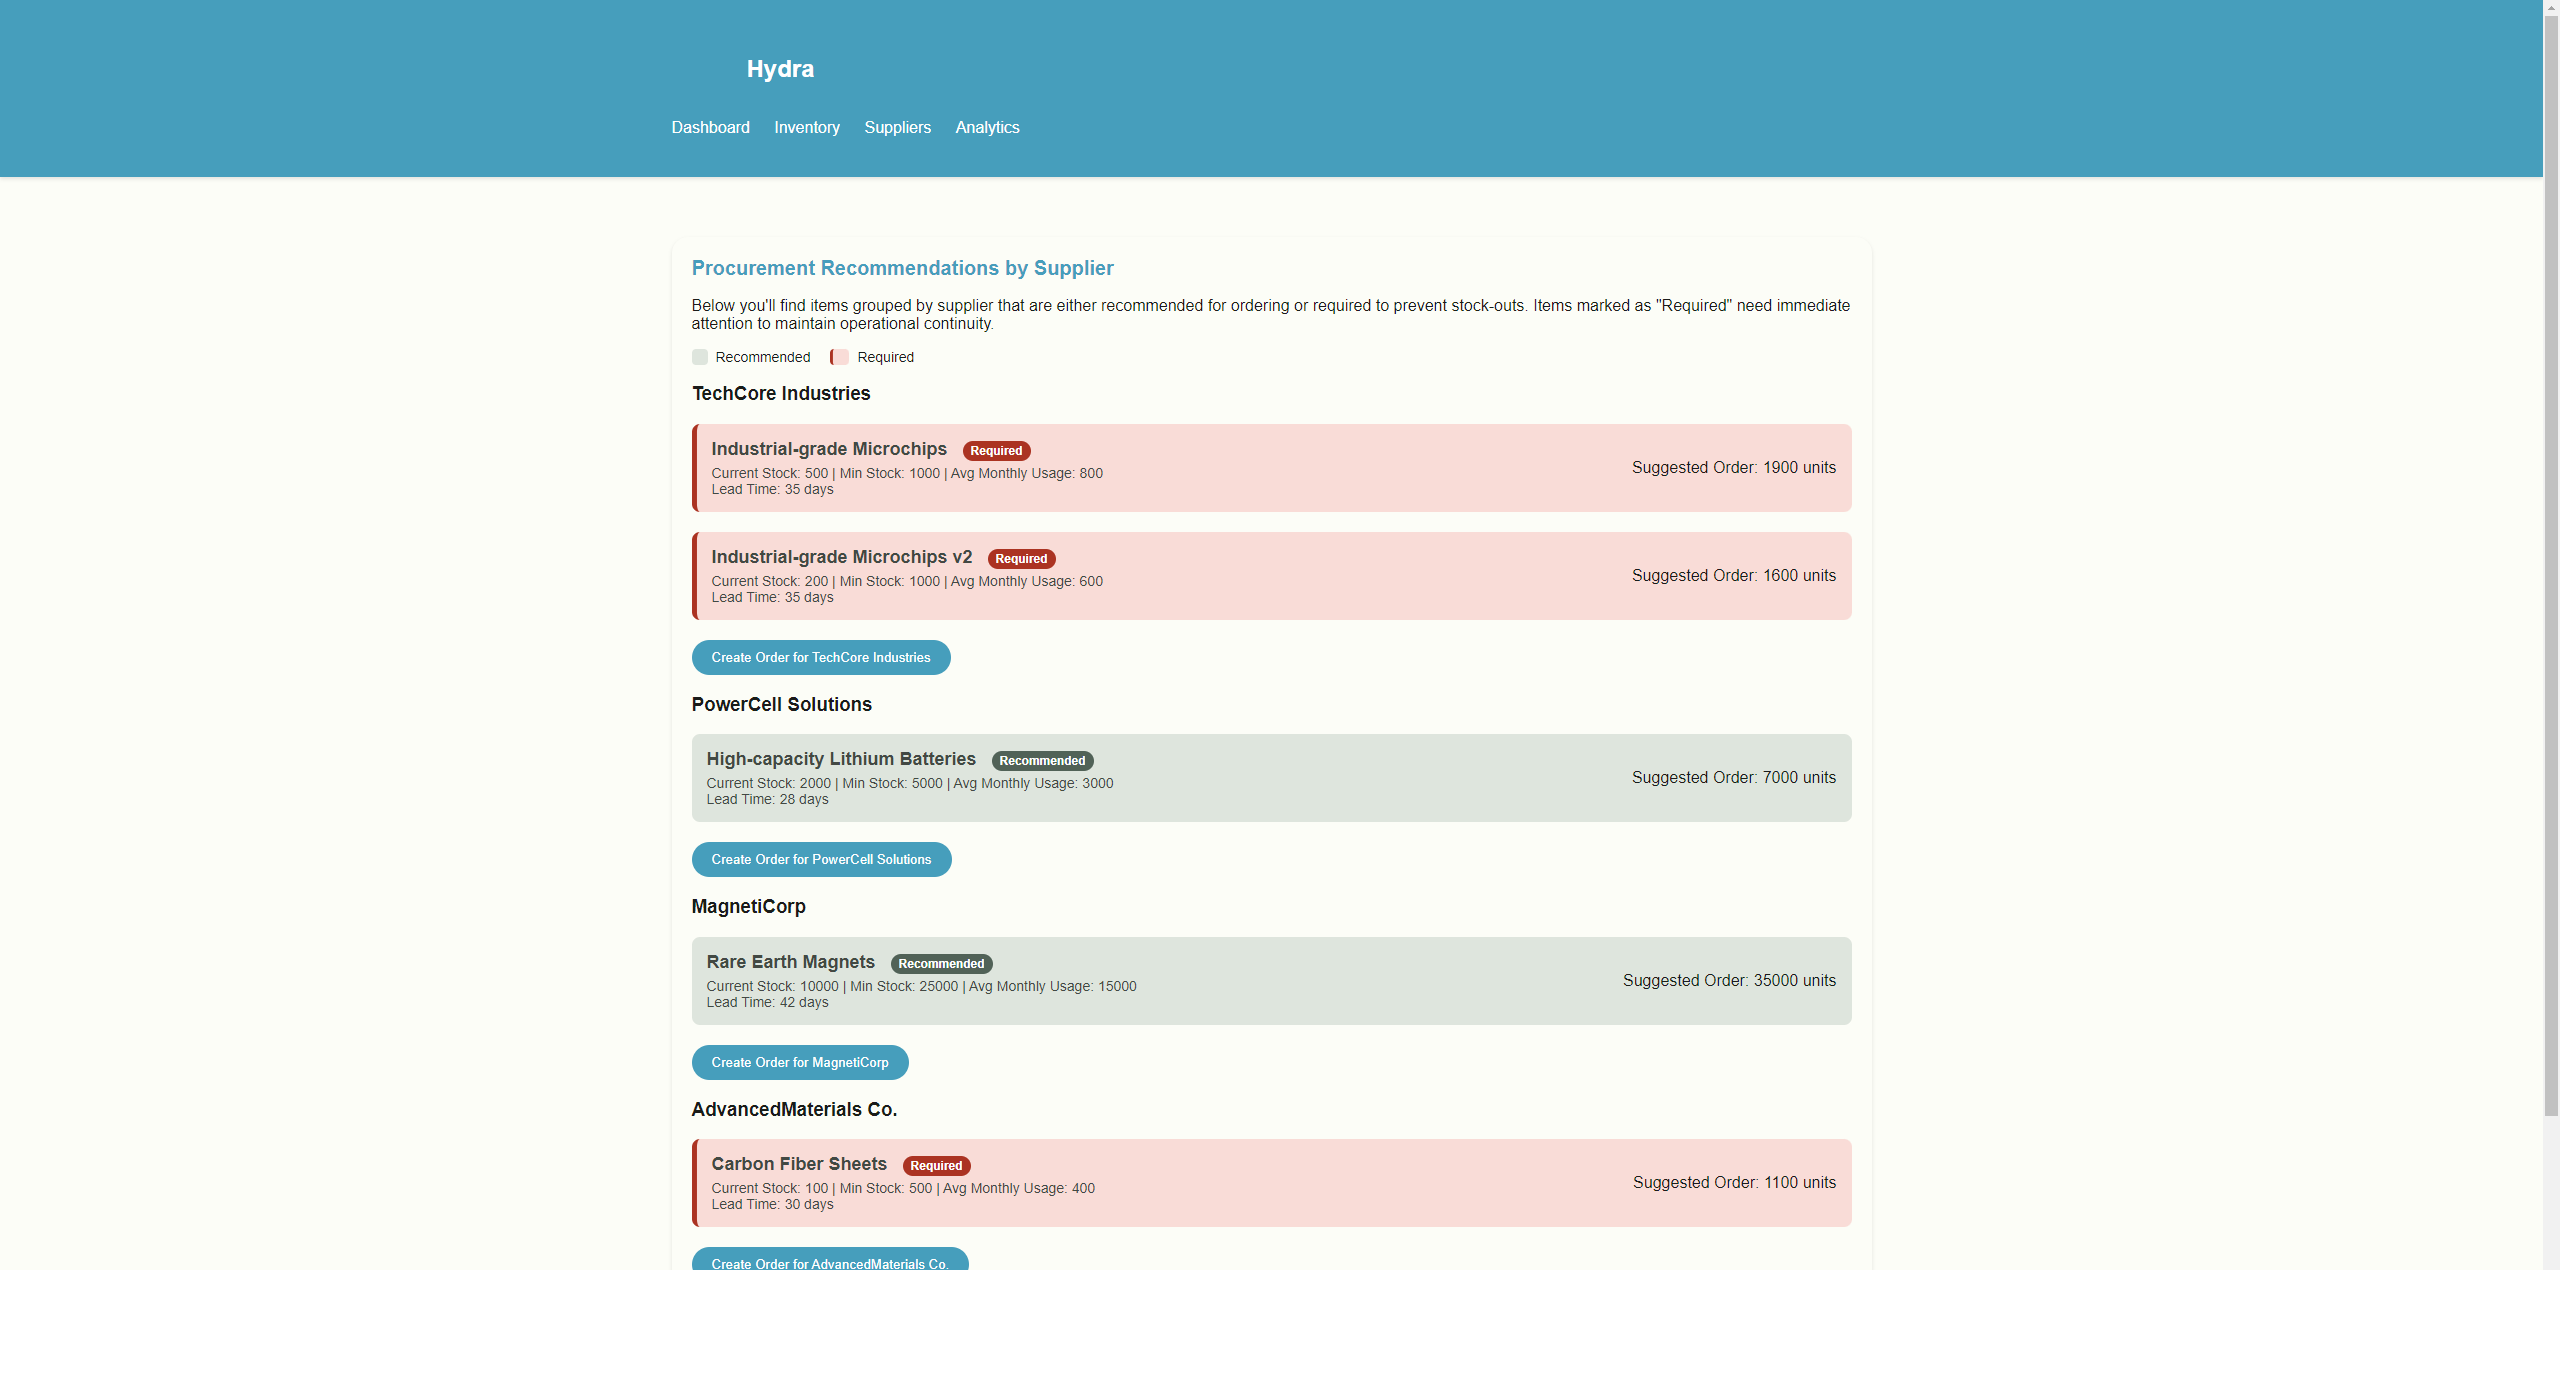 Hydra
Dashboard Inventory Suppliers Analytics
Procurement Recommendations by Supplier
Below you'll find items grouped by supplier that are either recommended for ordering or required to prevent stock-outs. Items marked as "Required" need immediate
attention to maintain operational continuity.
Recommended Required
TechCore Industries
Industrial-grade Microchips Required
Current Stock: 500 | Min Stock: 1000 | Avg Monthly Usage: 800
Lead Time: 35 days
Suggested Order: 1900 units
Industrial-grade Microchips v2 Required
Current Stock: 200 | Min Stock: 1000 | Avg Monthly Usage: 600
Lead Time: 35 days
Suggested Order: 1600 units
Create Order for TechCore Industries
PowerCell Solutions
High-capacity Lithium Batteries Recommended
Current Stock: 2000 | Min Stock: 5000 | Avg Monthly Usage: 3000
Lead Time: 28 days
Suggested Order: 7000 units
Create Order for PowerCell Solutions
MagnetiCorp
Rare Earth Magnets Recommended
Current Stock: 10000 | Min Stock: 25000 | Avg Monthly Usage: 15000
Lead Time: 42 days
Suggested Order: 35000 units
Create Order for MagnetiCorp
AdvancedMaterials Co.
Carbon Fiber Sheets Required
Current Stock: 100 | Min Stock: 500 | Avg Monthly Usage: 400
Lead Time: 30 days
Suggested Order: 1100 units
Create Order for AdvancedMaterials Co.